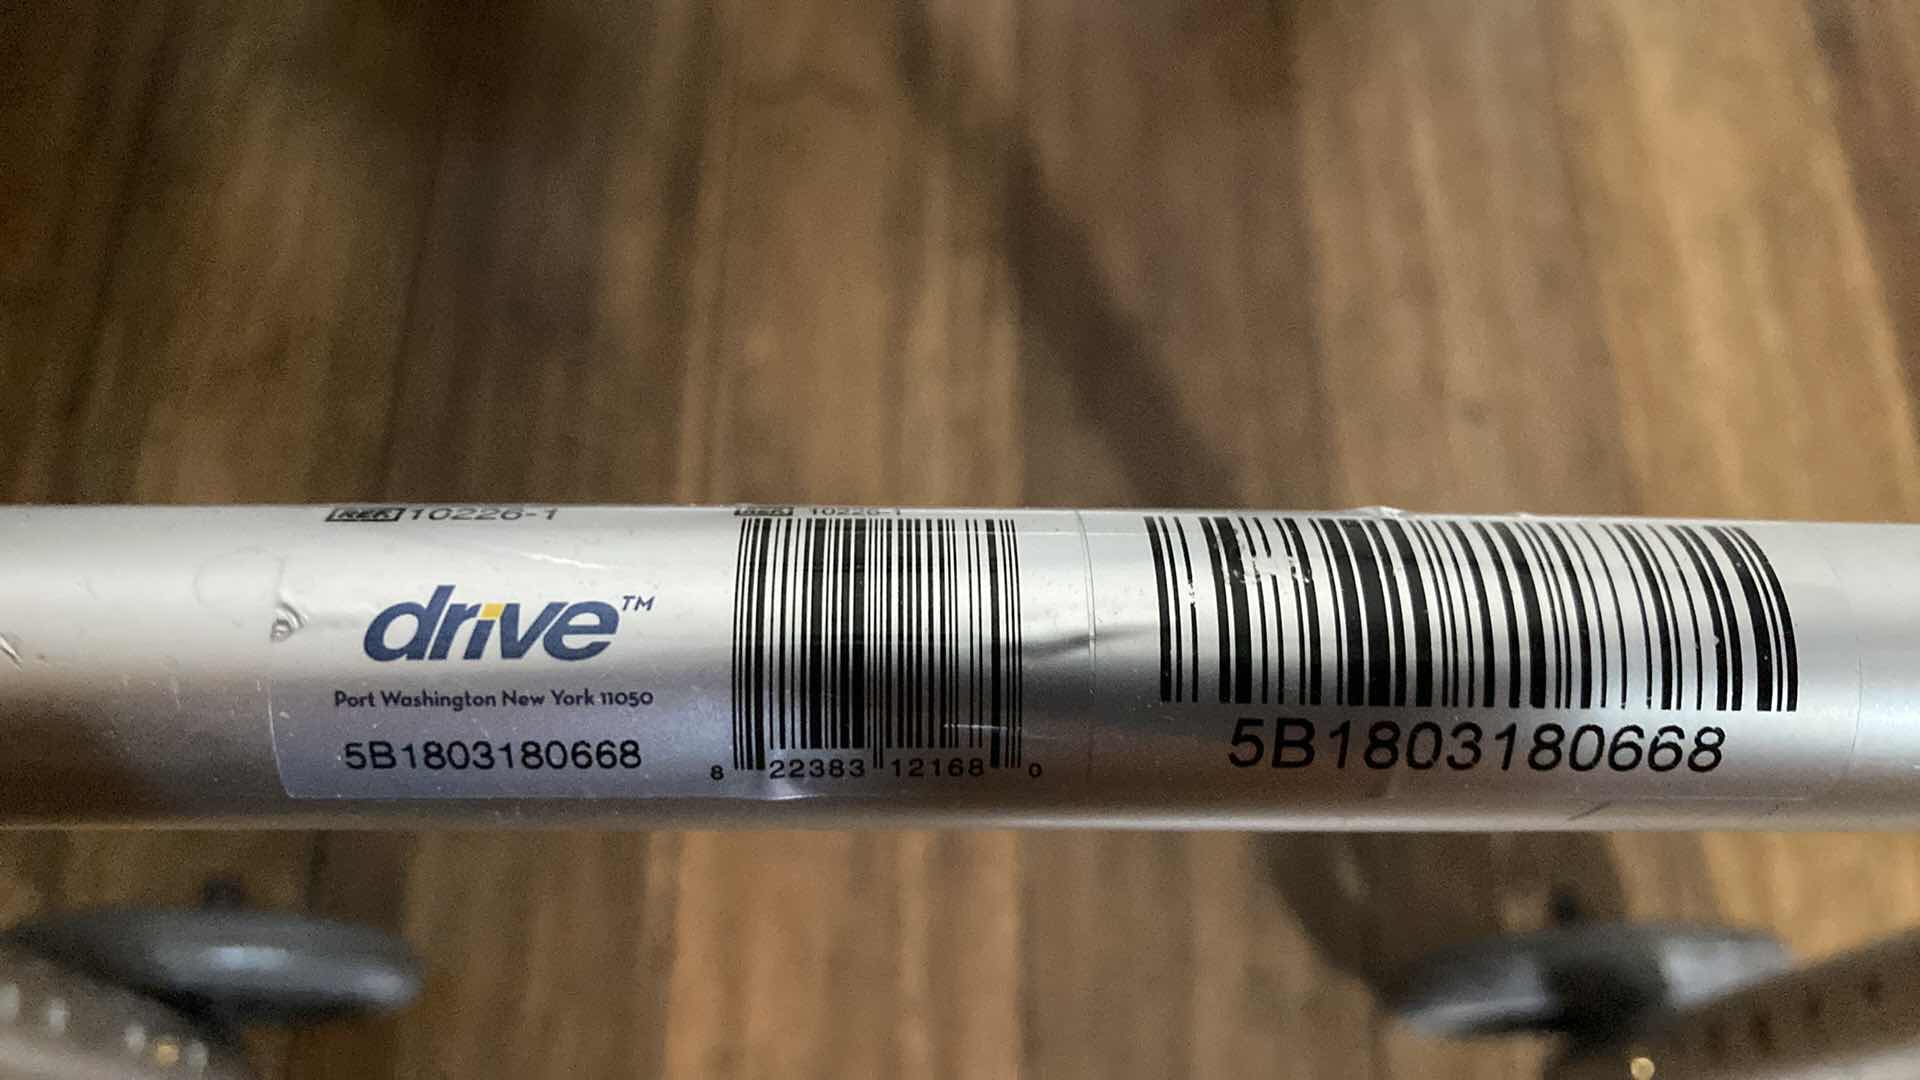 REF 10226-1
drive™
Port Washington New York 11050
5B1803180668
REF 10226-1
8 22383 12168 0
5B1803180668